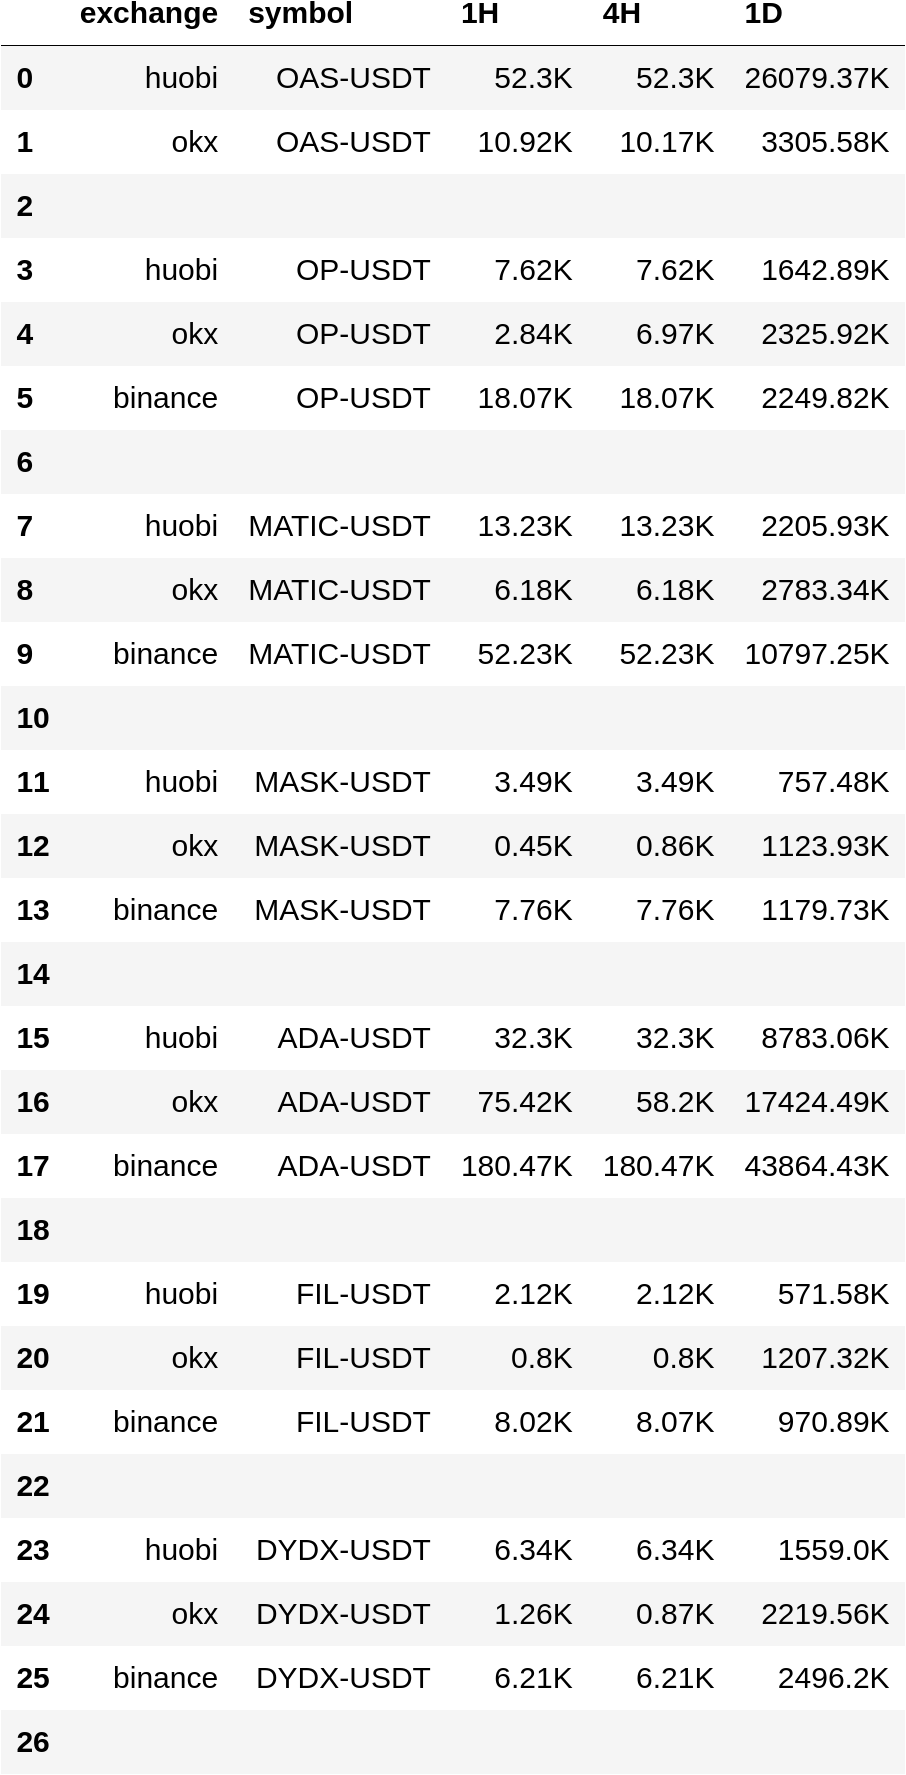 exchange symbol 1H 4H 1D
0 huobi OAS-USDT 52.3K 52.3K 26079.37K
1 okx OAS-USDT 10.92K 10.17K 3305.58K
2
3 huobi OP-USDT 7.62K 7.62K 1642.89K
4 okx OP-USDT 2.84K 6.97K 2325.92K
5 binance OP-USDT 18.07K 18.07K 2249.82K
6
7 huobi MATIC-USDT 13.23K 13.23K 2205.93K
8 okx MATIC-USDT 6.18K 6.18K 2783.34K
9 binance MATIC-USDT 52.23K 52.23K 10797.25K
10
11 huobi MASK-USDT 3.49K 3.49K 757.48K
12 okx MASK-USDT 0.45K 0.86K 1123.93K
13 binance MASK-USDT 7.76K 7.76K 1179.73K
14
15 huobi ADA-USDT 32.3K 32.3K 8783.06K
16 okx ADA-USDT 75.42K 58.2K 17424.49K
17 binance ADA-USDT 180.47K 180.47K 43864.43K
18
19 huobi FIL-USDT 2.12K 2.12K 571.58K
20 okx FIL-USDT 0.8K 0.8K 1207.32K
21 binance FIL-USDT 8.02K 8.07K 970.89K
22
23 huobi DYDX-USDT 6.34K 6.34K 1559.0K
24 okx DYDX-USDT 1.26K 0.87K 2219.56K
25 binance DYDX-USDT 6.21K 6.21K 2496.2K
26